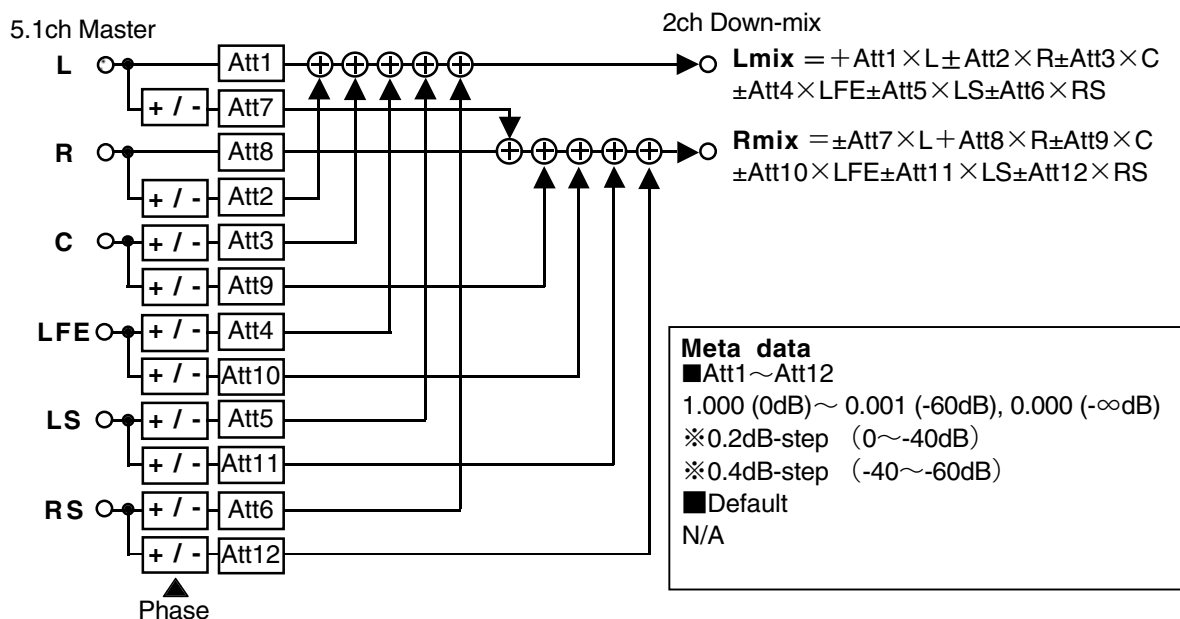 5.1ch Master
2ch Down-mix
L
Att1
Lmix ＝＋Att1×L±Att2×R±Att3×C
±Att4×LFE±Att5×LS±Att6×RS
+ / - Att7
R
Att8
Rmix ＝±Att7×L＋Att8×R±Att9×C
±Att10×LFE±Att11×LS±Att12×RS
+ / - Att2
C + / - Att3
+ / - Att9
LFE + / - Att4
+ / - Att10
LS + / - Att5
+ / - Att11
RS + / - Att6
+ / - Att12
Phase
Meta data
■Att1～Att12
1.000 (0dB)～ 0.001 (-60dB), 0.000 (-∞dB)
※0.2dB-step （0～-40dB）
※0.4dB-step （-40～-60dB）
■Default
N/A